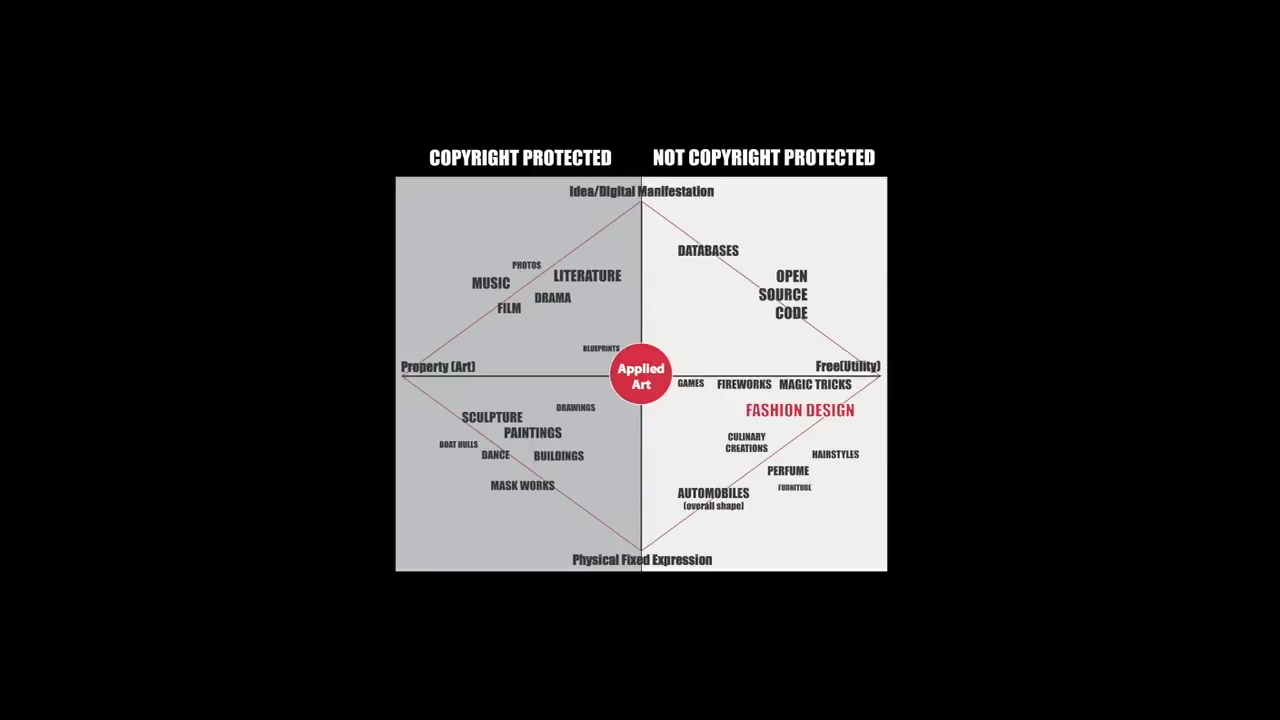 COPYRIGHT PROTECTED
NOT COPYRIGHT PROTECTED
Idea/Digital Manifestation
DATABASES
PHOTOS
LITERATURE
MUSIC
DRAMA
FILM
OPEN
SOURCE
CODE
BLUEPRINTS
Property (Art)
Applied
Art
Free(Utility)
GAMES
FIREWORKS
MAGIC TRICKS
DRAWINGS
SCULPTURE
PAINTINGS
BOAT HULLS
DANCE
BUILDINGS
MASK WORKS
FASHION DESIGN
CULINARY
CREATIONS
HAIRSTYLES
PERFUME
FURNITURE
AUTOMOBILES
(overall shape)
Physical Fixed Expression